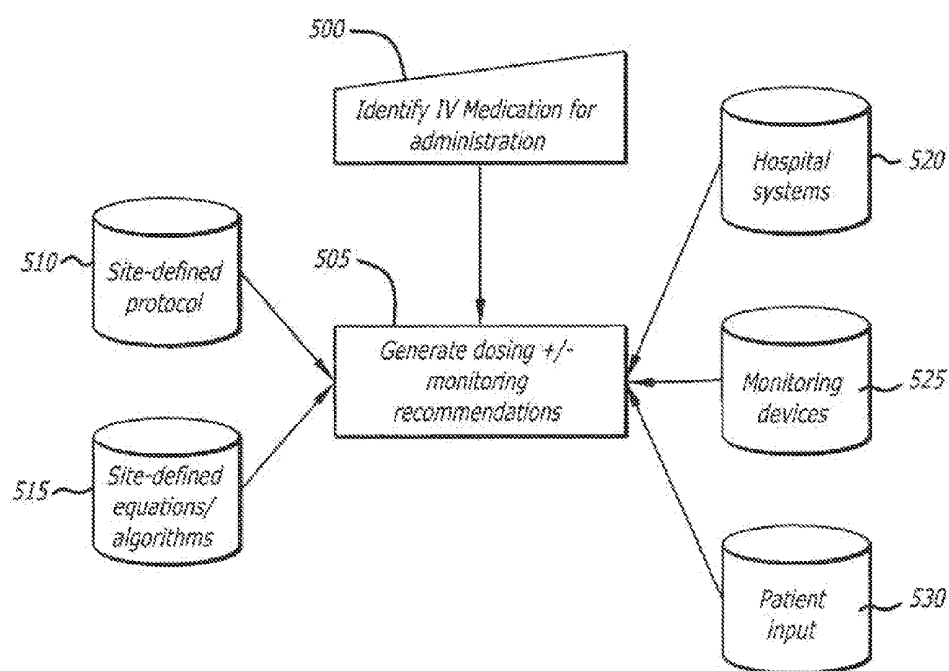 500
Identify IV Medication for
administration
510
Site-defined
protocol
505
Generate dosing +/-
monitoring
recommendations
515
Site-defined
equations/
algorithms
Hospital
systems
520
Monitoring
devices
525
Patient
input
530